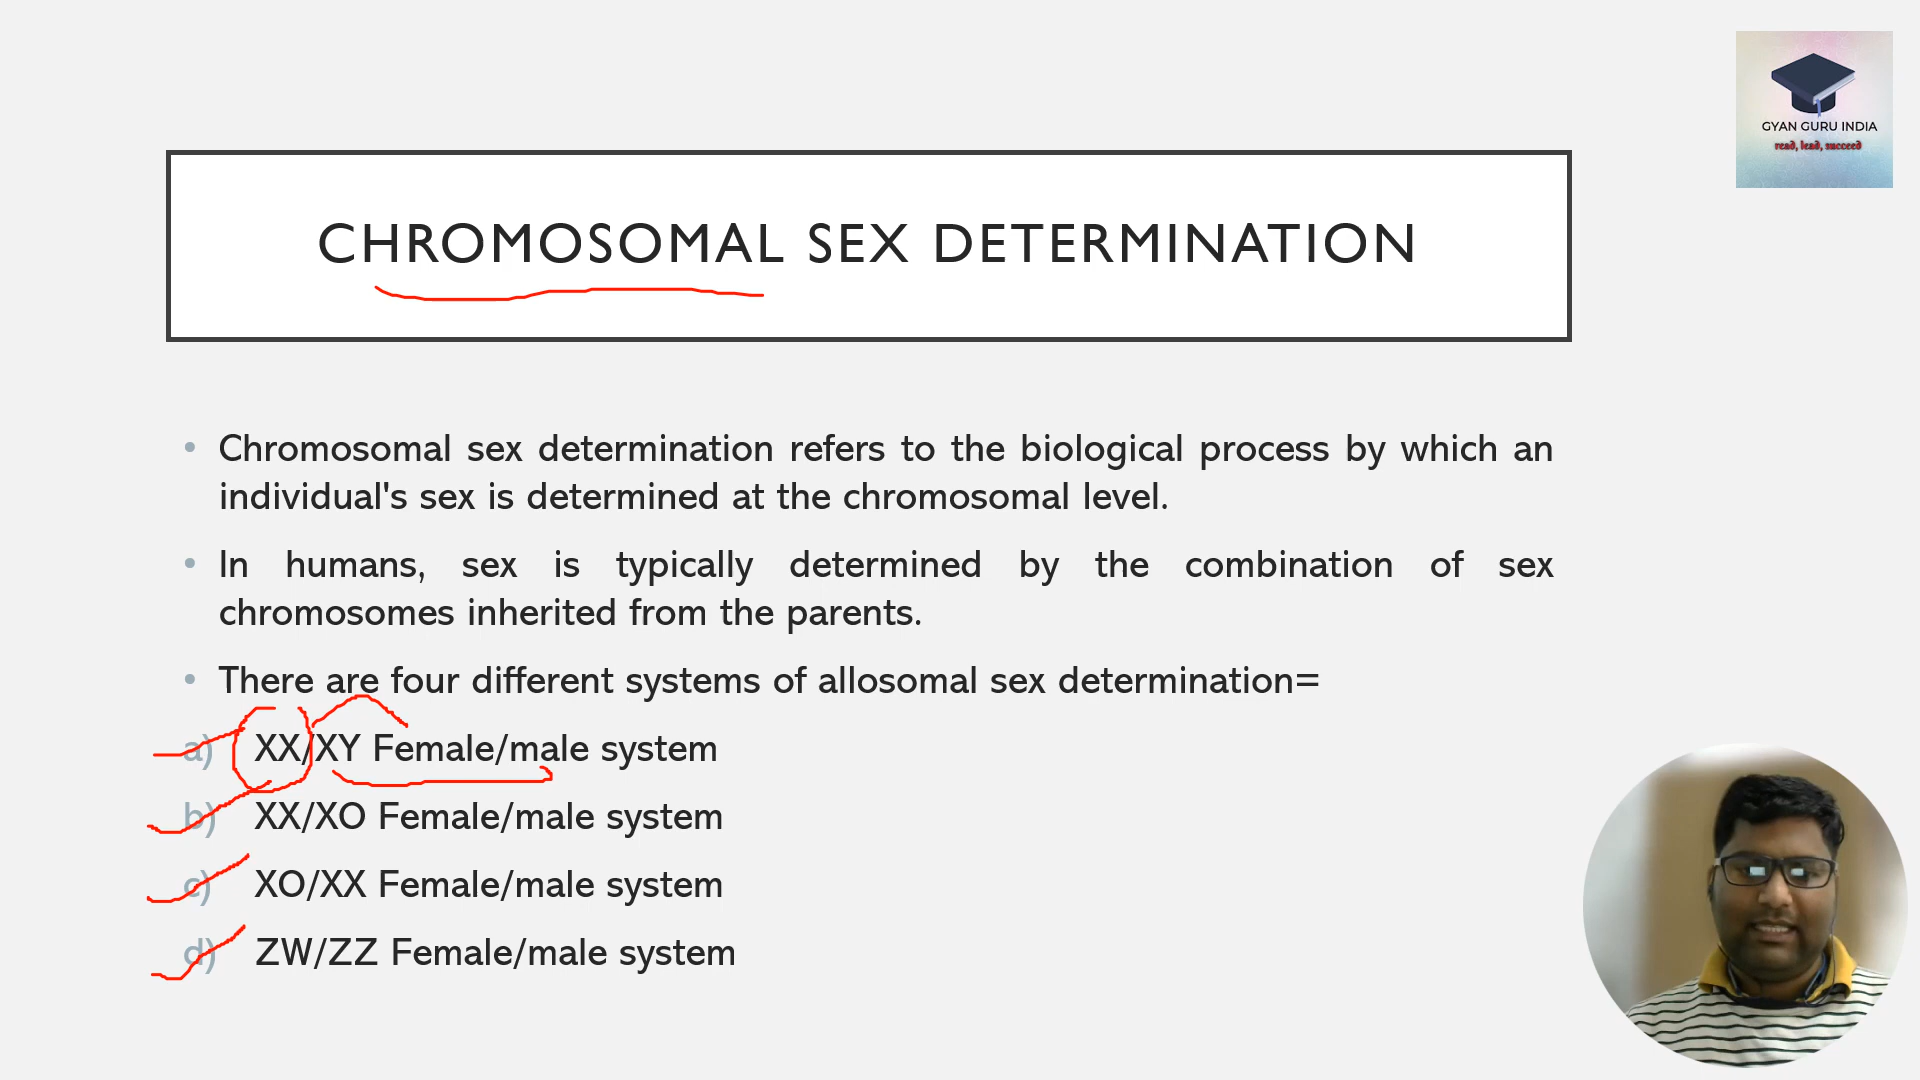 GYAN GURU INDIA
read, lead, succeed
CHROMOSOMAL SEX DETERMINATION
• Chromosomal sex determination refers to the biological process by which an
individual's sex is determined at the chromosomal level.
• In humans, sex is typically determined by the combination of sex
chromosomes inherited from the parents.
• There are four different systems of allosomal sex determination=
a) XX/XY Female/male system
b) XX/XO Female/male system
c) XO/XX Female/male system
d) ZW/ZZ Female/male system